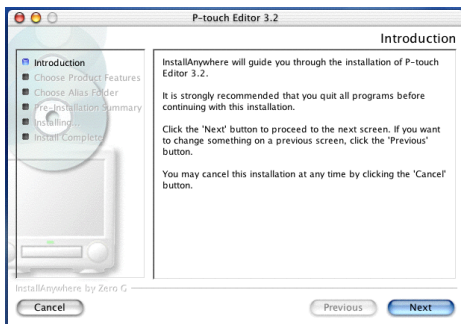 P-touch Editor 3.2
Introduction
Introduction
Choose Product Features
Choose Alias Folder
Pre-Installation Summary
Installing...
Install Complete
InstallAnywhere will guide you through the installation of P-touch
Editor 3.2.
It is strongly recommended that you quit all programs before
continuing with this installation.
Click the 'Next' button to proceed to the next screen. If you want
to change something on a previous screen, click the 'Previous'
button.
You may cancel this installation at any time by clicking the 'Cancel'
button.
InstallAnywhere by Zero G
Cancel
Previous
Next